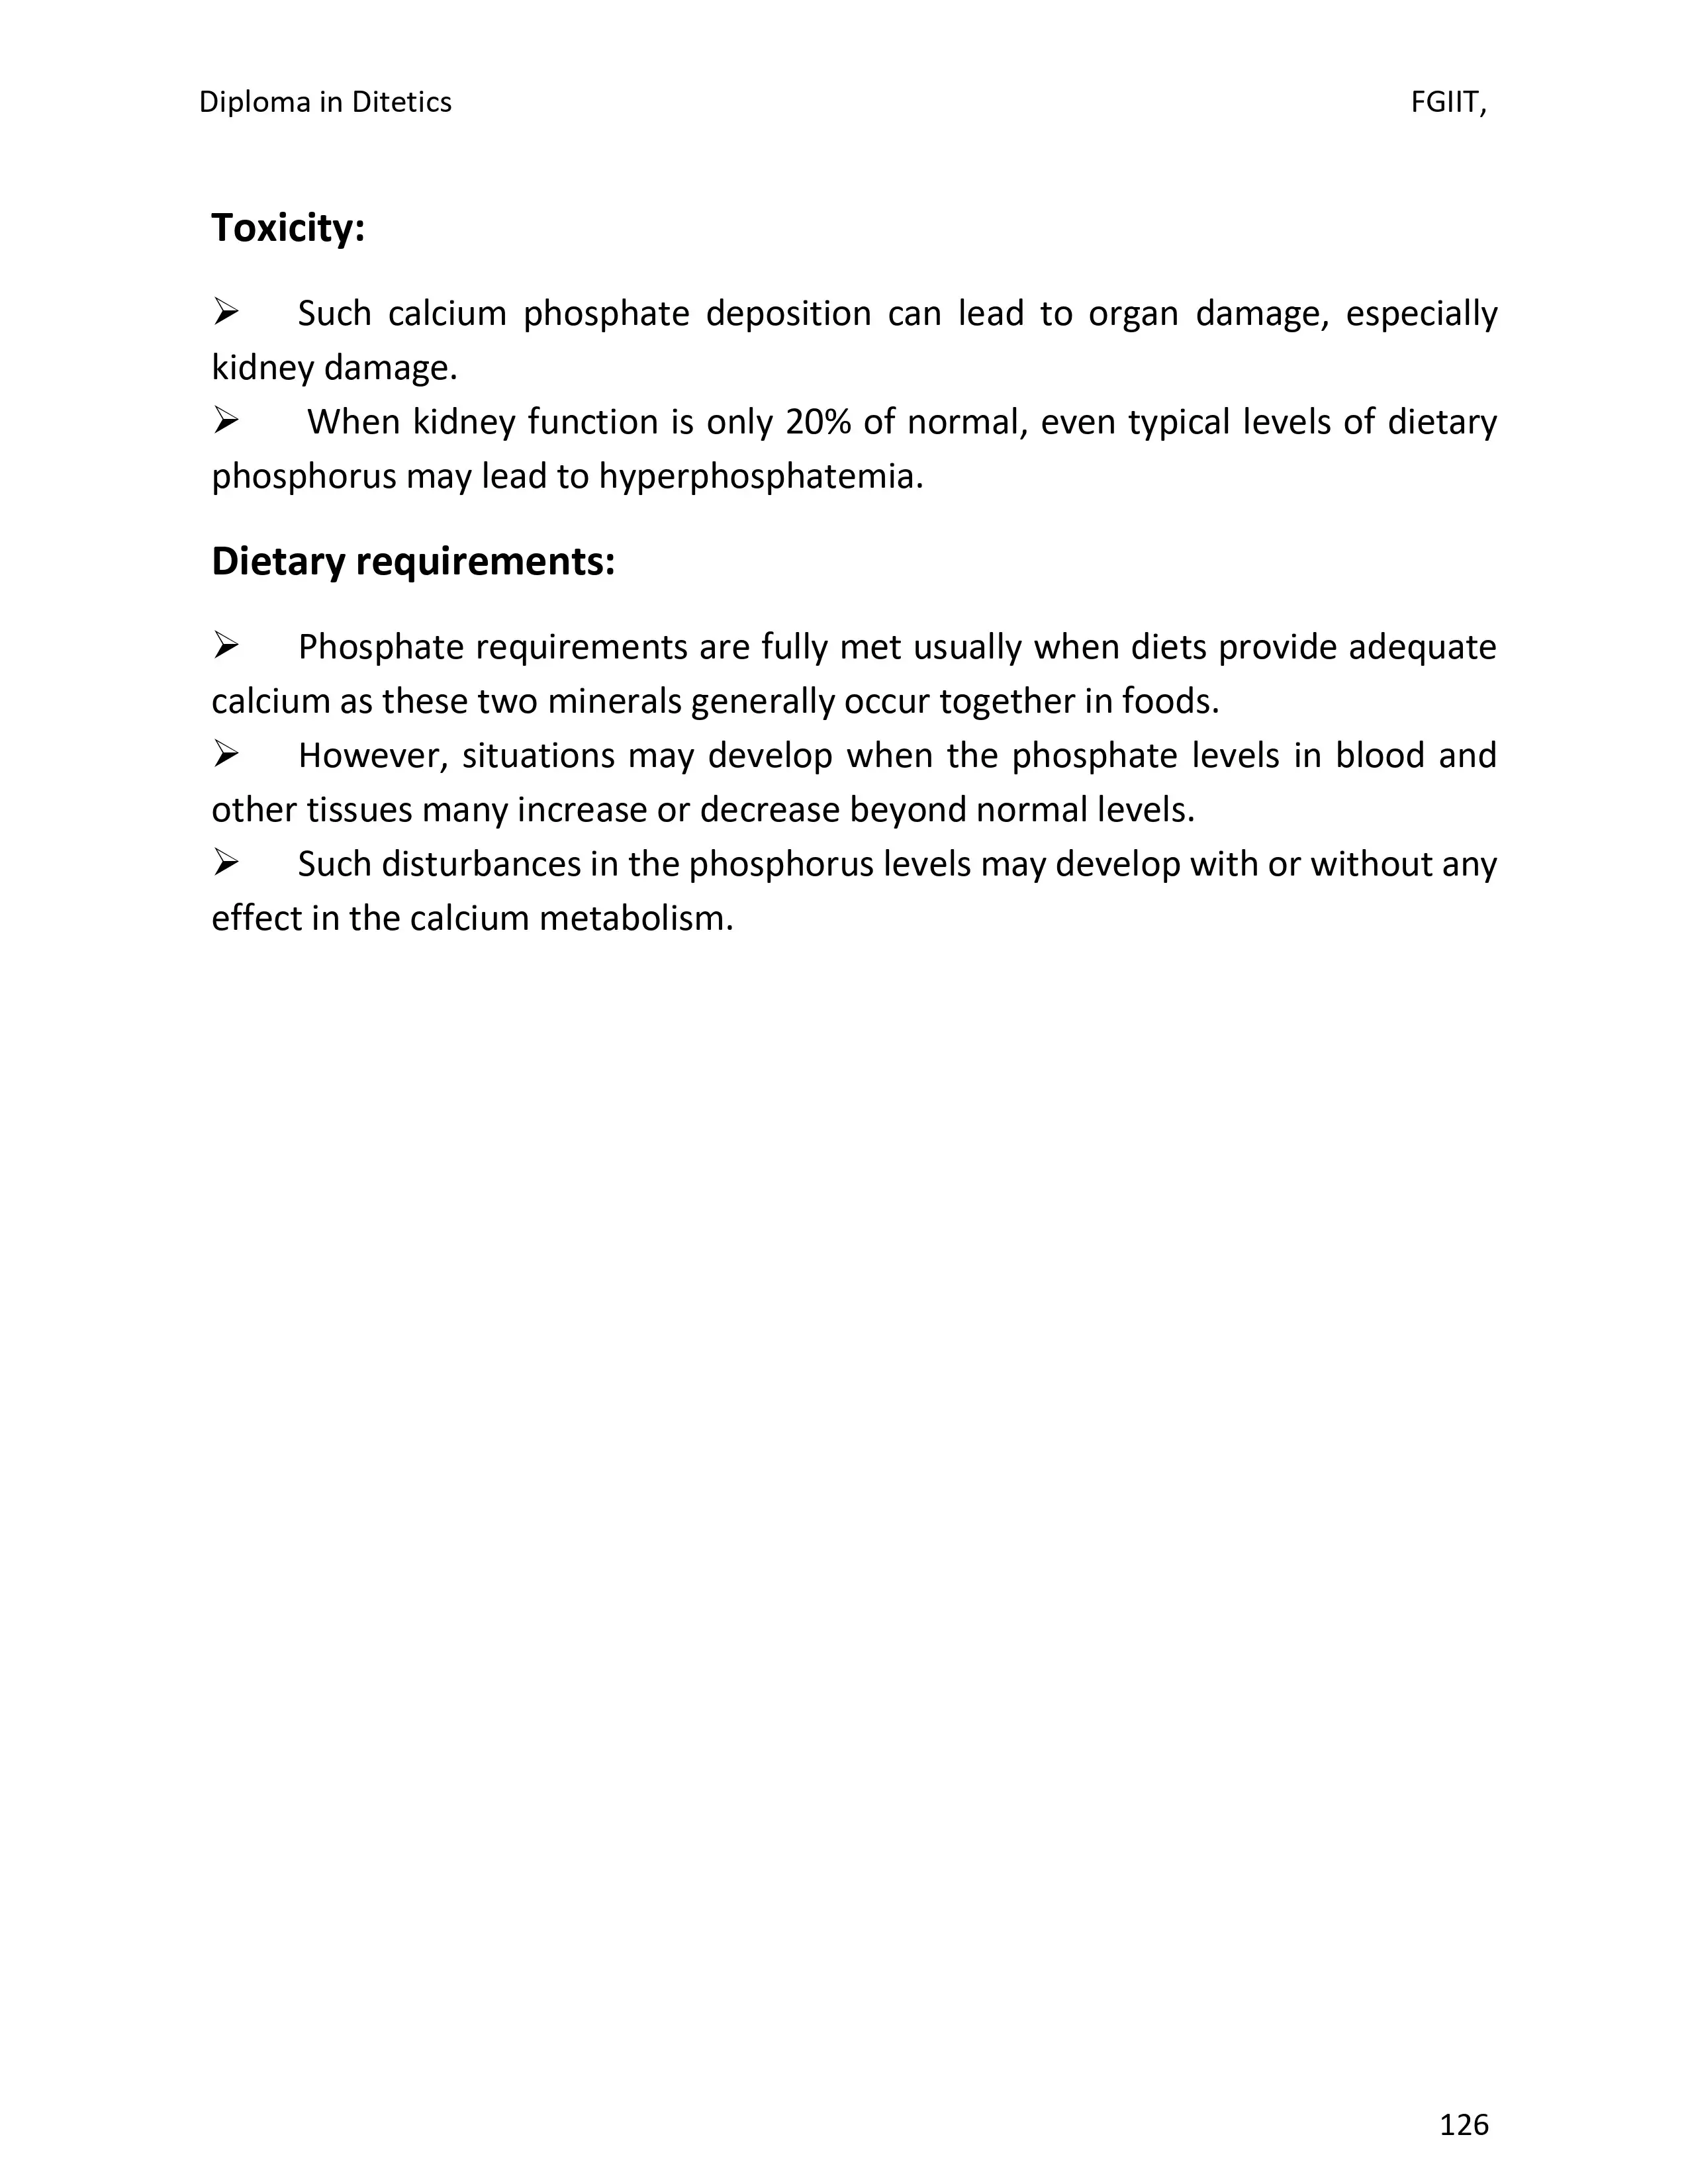 Diploma in Ditetics FGIIT,
Toxicity:
➢ Such calcium phosphate deposition can lead to organ damage, especially
kidney damage.
➢ When kidney function is only 20% of normal, even typical levels of dietary
phosphorus may lead to hyperphosphatemia.
Dietary requirements:
➢ Phosphate requirements are fully met usually when diets provide adequate
calcium as these two minerals generally occur together in foods.
➢ However, situations may develop when the phosphate levels in blood and
other tissues many increase or decrease beyond normal levels.
➢ Such disturbances in the phosphorus levels may develop with or without any
effect in the calcium metabolism.
126